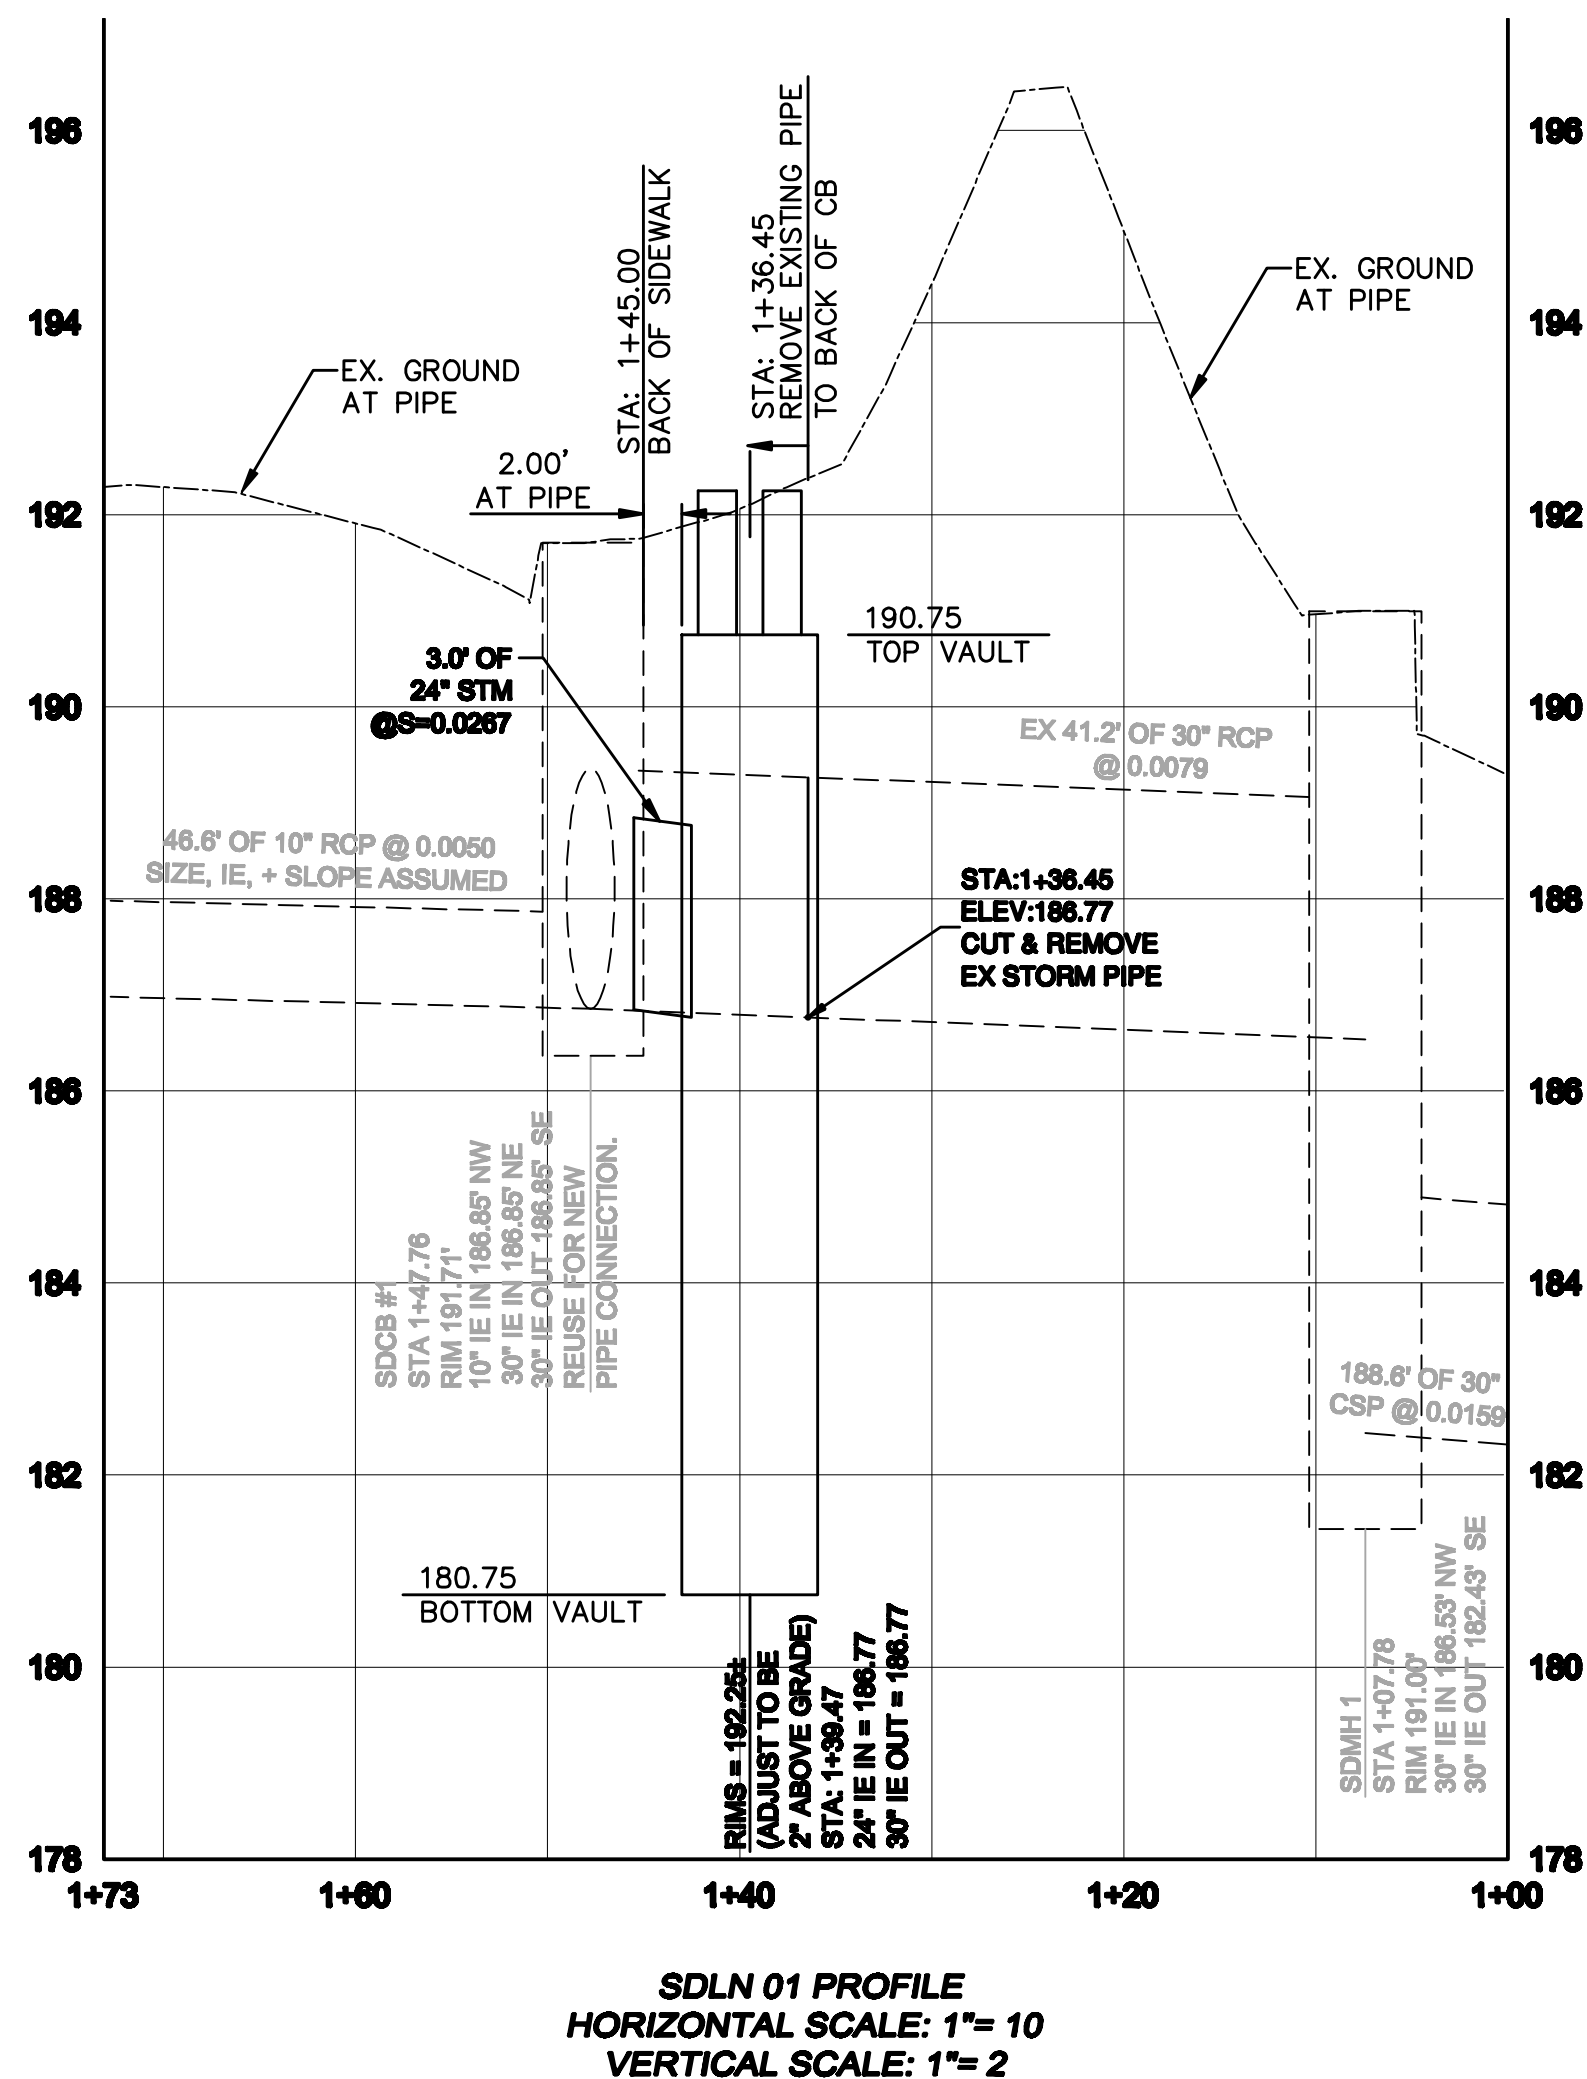 196
194
192
190
188
186
184
182
180
178
196
194
192
190
188
186
184
182
180
178
1+73
1+60
1+40
1+20
1+00
STA: 1+45.00
BACK OF SIDEWALK
STA: 1+36.45
REMOVE EXISTING PIPE
TO BACK OF CB
EX. GROUND
AT PIPE
EX. GROUND
AT PIPE
2.00'
AT PIPE
190.75
TOP VAULT
3.0' OF
24" STM
@S=0.0267
EX 41.2' OF 30" RCP
@ 0.0079
46.6' OF 10" RCP @ 0.0050
SIZE, IE, + SLOPE ASSUMED
STA:1+36.45
ELEV:186.77
CUT & REMOVE
EX STORM PIPE
SDCB #1
STA 1+47.76
RIM 191.71'
10" IE IN 186.85' NW
30" IE IN 186.85' NE
30" IE OUT 186.85' SE
REUSE FOR NEW
PIPE CONNECTION.
188.6' OF 30"
CSP @ 0.0159
180.75
BOTTOM VAULT
RIMS = 192.25±
(ADJUST TO BE
2" ABOVE GRADE)
STA: 1+39.47
24" IE IN = 186.77
30" IE OUT = 186.77
SDMH 1
STA 1+07.78
RIM 191.00'
30" IE IN 186.53' NW
30" IE OUT 182.43' SE
SDLN 01 PROFILE
HORIZONTAL SCALE: 1"= 10
VERTICAL SCALE: 1"= 2